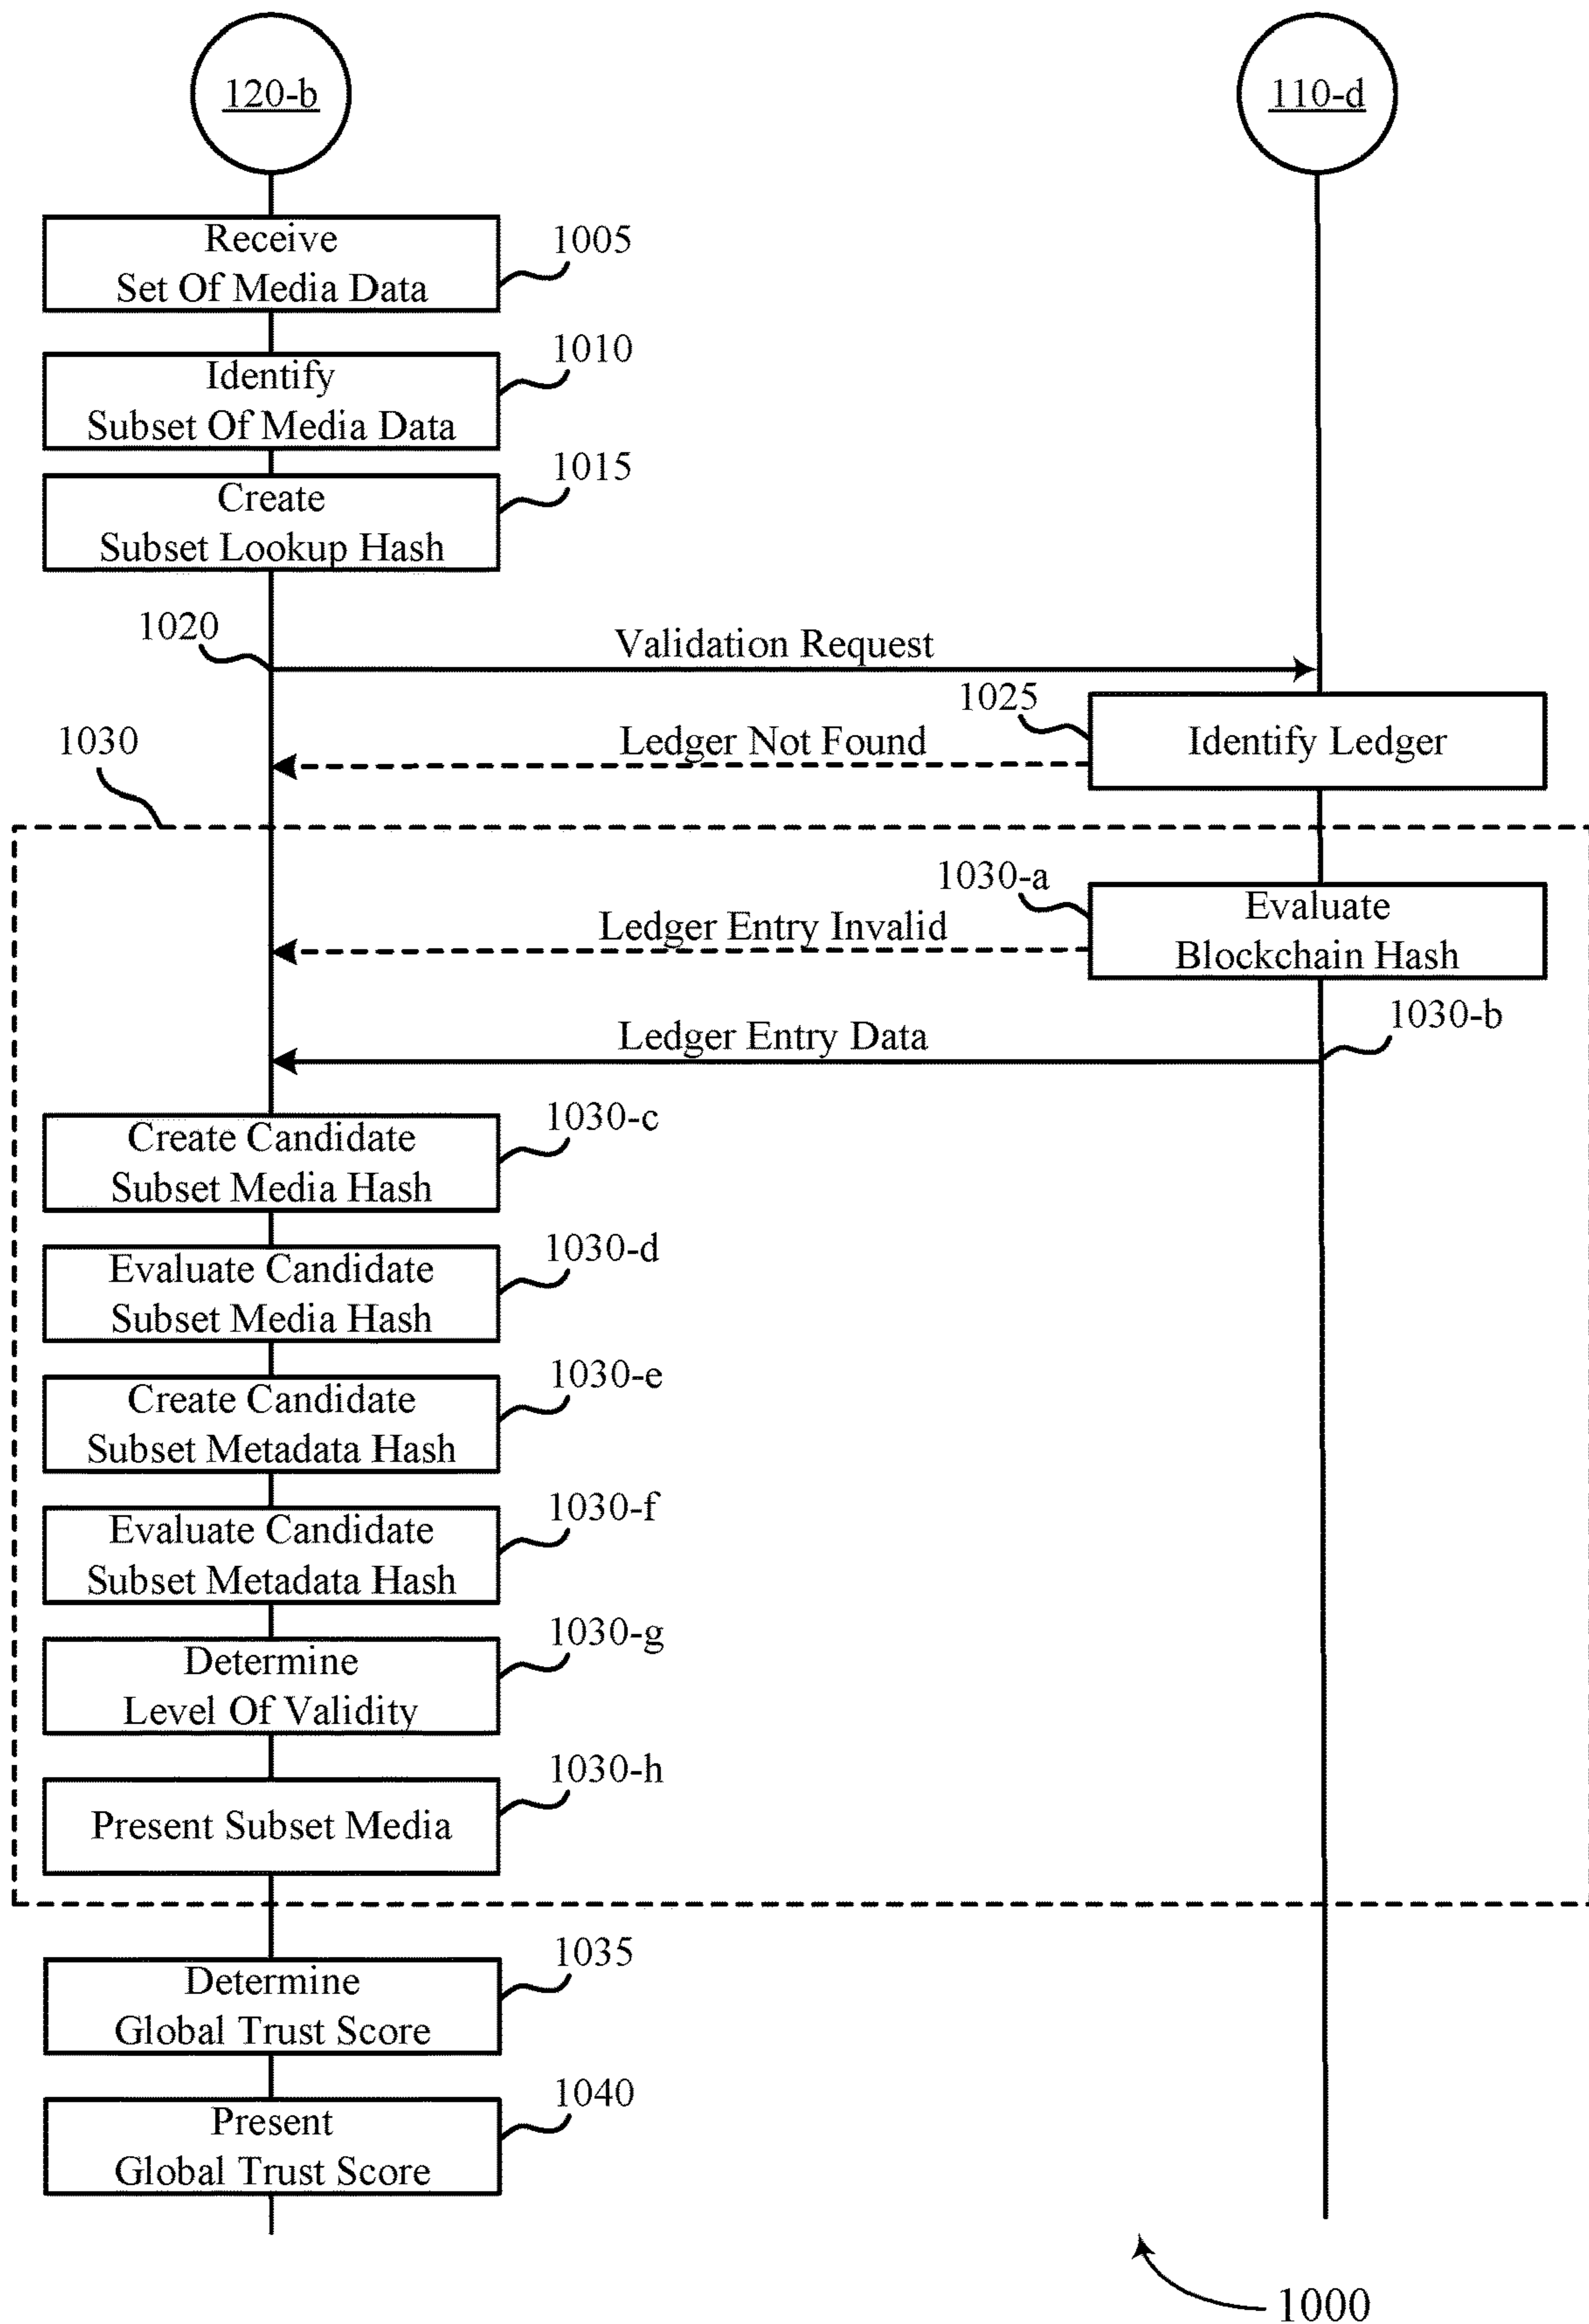 120-b
110-d
Receive
Set Of Media Data
1005
Identify
Subset Of Media Data
1010
Create
Subset Lookup Hash
1015
1020
Validation Request
1025
Identify Ledger
Ledger Not Found
1030
1030-a
Evaluate
Blockchain Hash
Ledger Entry Invalid
1030-b
Ledger Entry Data
Create Candidate
Subset Media Hash
1030-c
Evaluate Candidate
Subset Media Hash
1030-d
Create Candidate
Subset Metadata Hash
1030-e
Evaluate Candidate
Subset Metadata Hash
1030-f
Determine
Level Of Validity
1030-g
Present Subset Media
1030-h
Determine
Global Trust Score
1035
Present
Global Trust Score
1040
1000